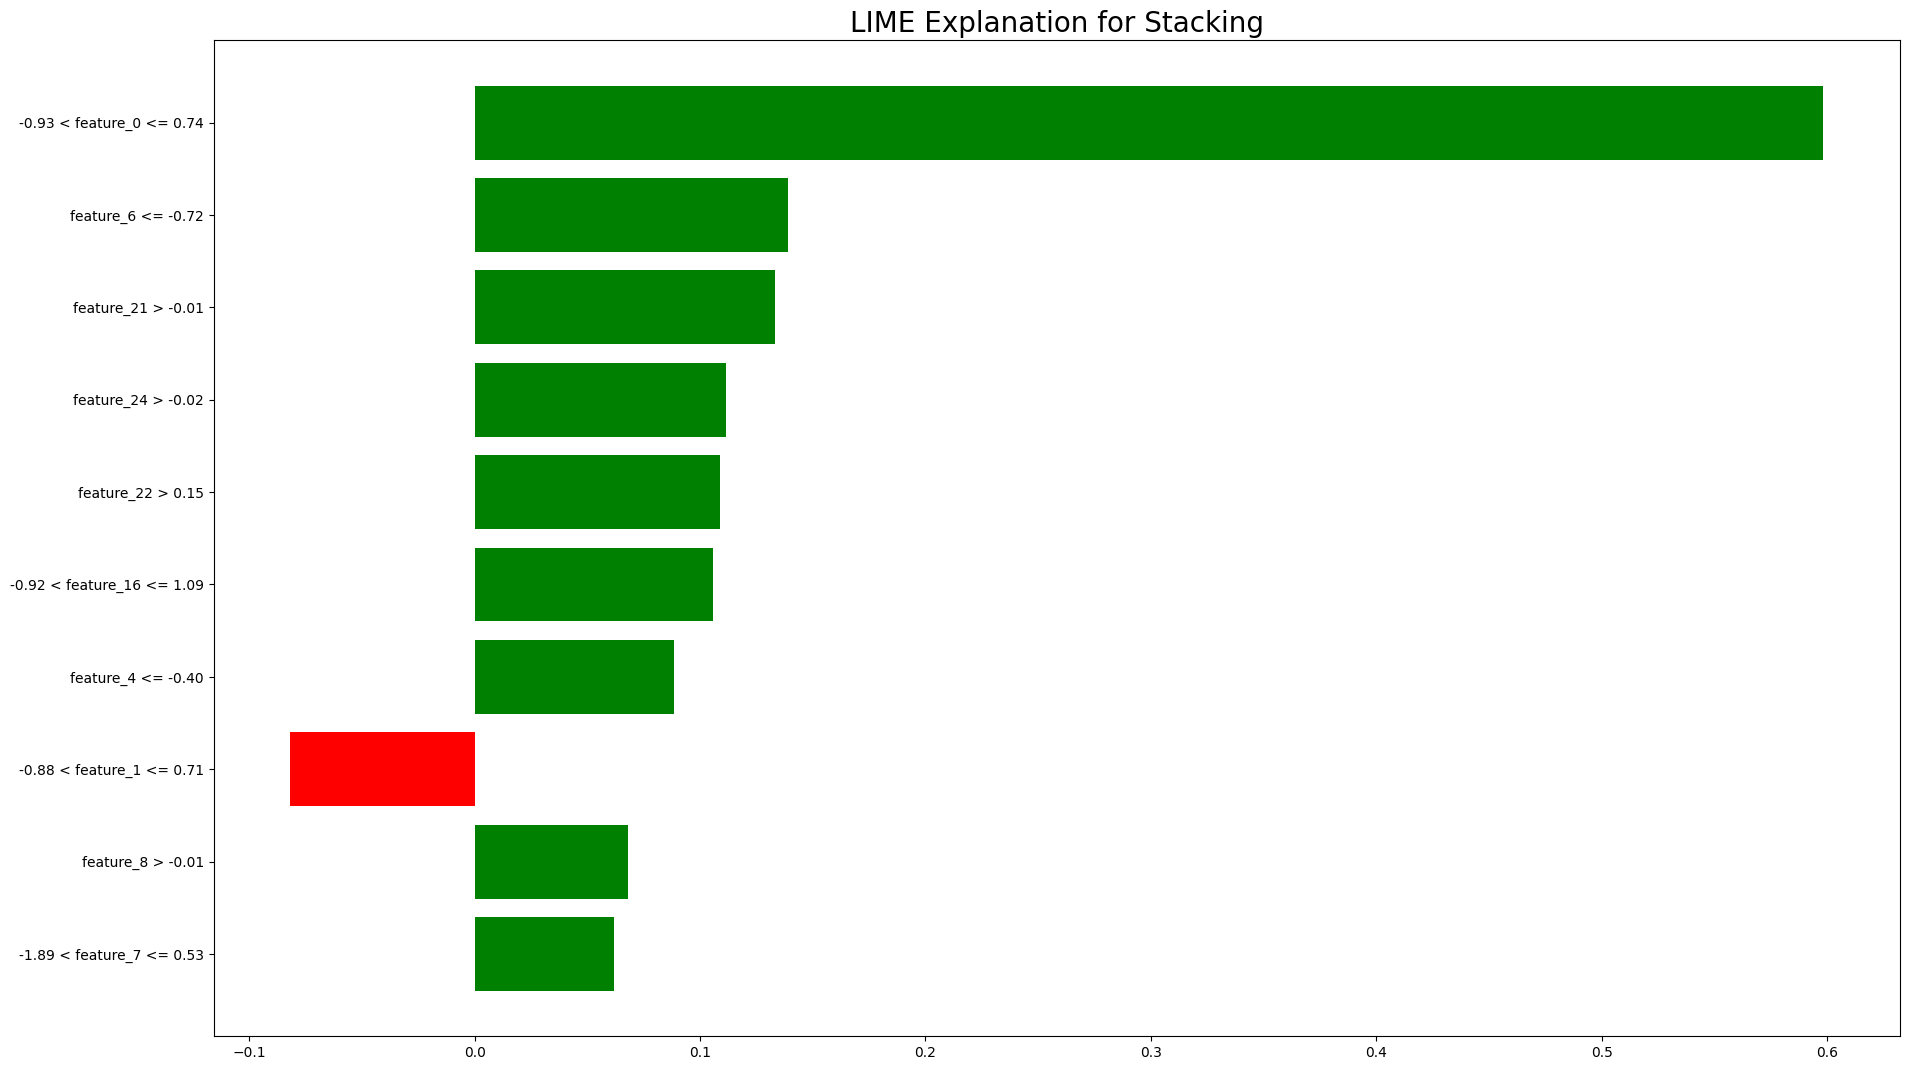 LIME Explanation for Stacking
-0.93 < feature_0 <= 0.74
feature_6 <= -0.72
feature_21 > -0.01
feature_24 > -0.02
feature_22 > 0.15
-0.92 < feature_16 <= 1.09
feature_4 <= -0.40
-0.88 < feature_1 <= 0.71
feature_8 > -0.01
-1.89 < feature_7 <= 0.53
−0.1 0.0 0.1 0.2 0.3 0.4 0.5 0.6